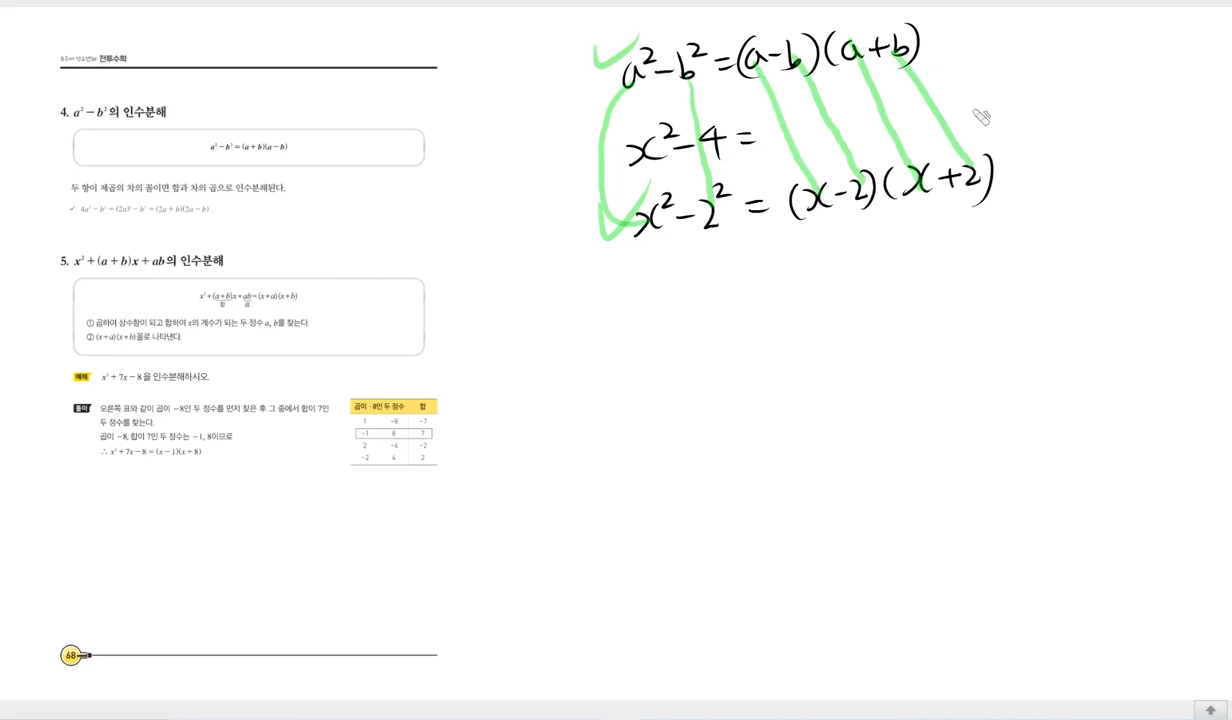 전투수학
4. a² − b²의 인수분해
a² − b² = (a+b)(a−b)
두 항이 제곱의 차의 꼴이면 합과 차의 곱으로 인수분해된다.
✓ 4a² − b² = (2a)² − b² = (2a+b)(2a−b)
5. x² + (a+b)x + ab의 인수분해
x² + (a+b)x + ab = (x+a)(x+b)
합 곱
① 곱하여 상수항이 되고 합하여 x의 계수가 되는 두 정수 a, b를 찾는다.
② (x+a)(x+b)꼴로 나타낸다.
예제 x² + 7x − 8을 인수분해하시오.
풀이 오른쪽 표와 같이 곱이 −8인 두 정수를 먼저 찾은 후 그 중에서 합이 7인
두 정수를 찾는다.
곱이 −8, 합이 7인 두 정수는 −1, 8이므로
∴ x² + 7x − 8 = (x−1)(x+8)
곱이 −8인 두 정수 합
1 −8 −7
−1 8 7
2 −4 −2
−2 4 2
68
a² − b² = (a−b)(a+b)
x² − 4 =
x² − 2² = (x−2)(x+2)